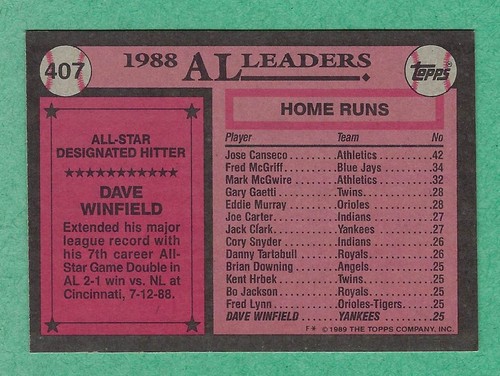 407
1988 AL LEADERS
Topps
ALL-STAR
DESIGNATED HITTER
DAVE
WINFIELD
Extended his major
league record with
his 7th career All-
Star Game Double in
AL 2-1 win vs. NL at
Cincinnati, 7-12-88.
HOME RUNS
Player Team No
Jose Canseco..........Athletics........42
Fred McGriff..........Blue Jays.......34
Mark McGwire.........Athletics........32
Gary Gaetti............Twins............28
Eddie Murray..........Orioles..........28
Joe Carter..............Indians..........27
Jack Clark..............Yankees........27
Cory Snyder...........Indians..........26
Danny Tartabull......Royals...........26
Brian Downing........Angels...........25
Kent Hrbek.............Twins............25
Bo Jackson............Royals...........25
Fred Lynn..............Orioles-Tigers..25
DAVE WINFIELD......YANKEES......25
F* ©1989 THE TOPPS COMPANY, INC.